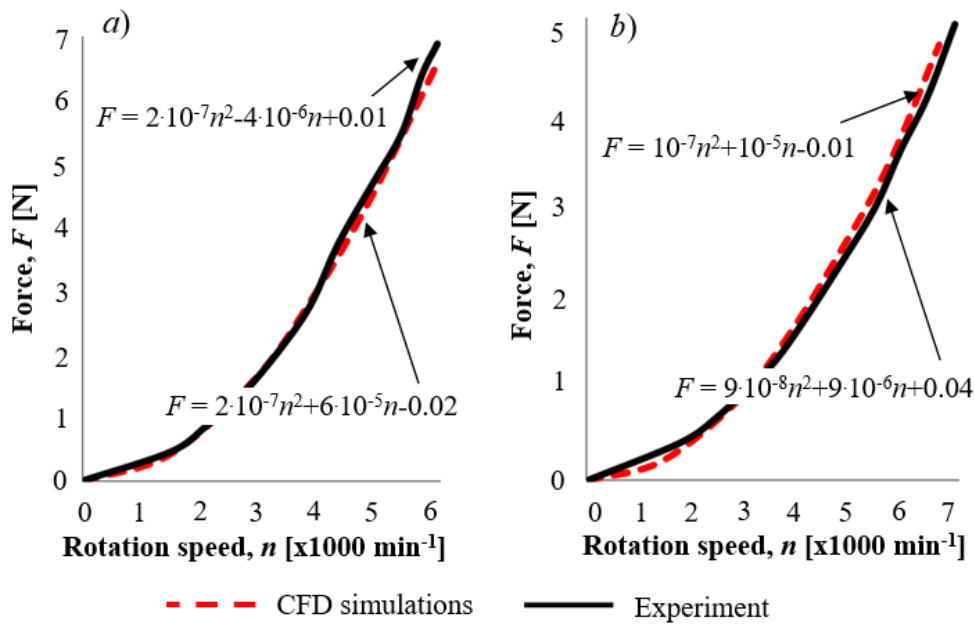 a)
7
6
5
4
3
2
1
0
Force, F [N]
F = 2·10⁻⁷n²-4·10⁻⁶n+0.01
F = 2·10⁻⁷n²+6·10⁻⁵n-0.02
0 1 2 3 4 5 6
Rotation speed, n [x1000 min⁻¹]
b)
5
4
3
2
1
0
Force, F [N]
F = 10⁻⁷n²+10⁻⁵n-0.01
F = 9·10⁻⁸n²+9·10⁻⁶n+0.04
0 1 2 3 4 5 6 7
Rotation speed, n [x1000 min⁻¹]
CFD simulations
Experiment